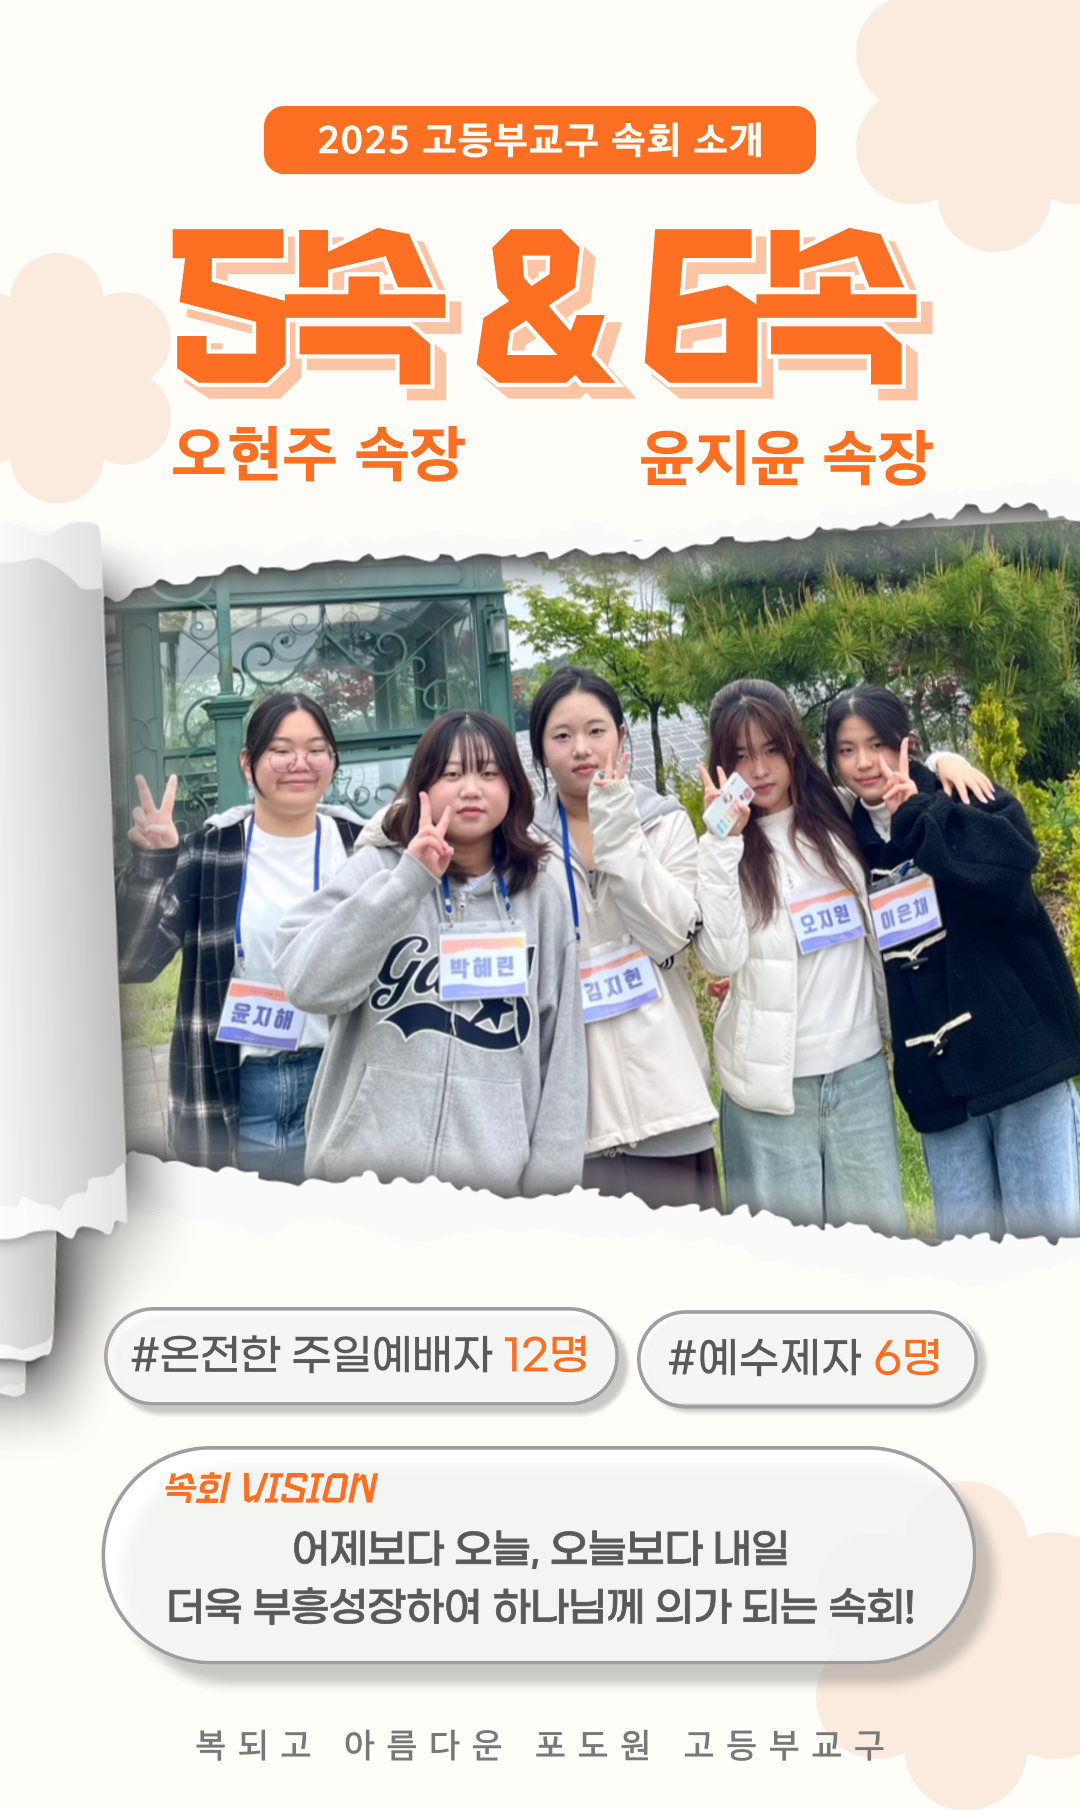 2025 고등부교구 속회 소개
5속 & 6속
오현주 속장
윤지윤 속장
윤지해
박혜린
김지현
오지원
이은채
#온전한 주일예배자 12명
#예수제자 6명
속회 VISION
어제보다 오늘, 오늘보다 내일
더욱 부흥성장하여 하나님께 의가 되는 속회!
복되고 아름다운 포도원 고등부교구